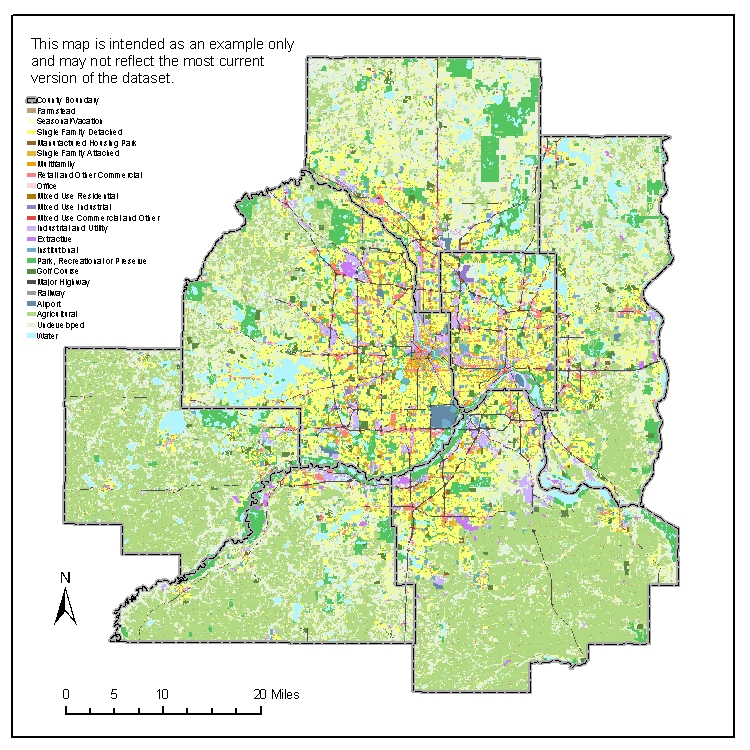 This map is intended as an example only
and may not reflect the most current
version of the dataset.
County Boundary
Farmstead
Seasonal/Vacation
Single Family Detached
Manufactured Housing Park
Single Family Attached
Multifamily
Retail and Other Commercial
Office
Mixed Use Residential
Mixed Use Industrial
Mixed Use Commercial and Other
Industrial and Utility
Extractive
Institutional
Park, Recreational or Preserve
Golf Course
Major Highway
Railway
Airport
Agricultural
Undeveloped
Water
N
0 5 10 20 Miles